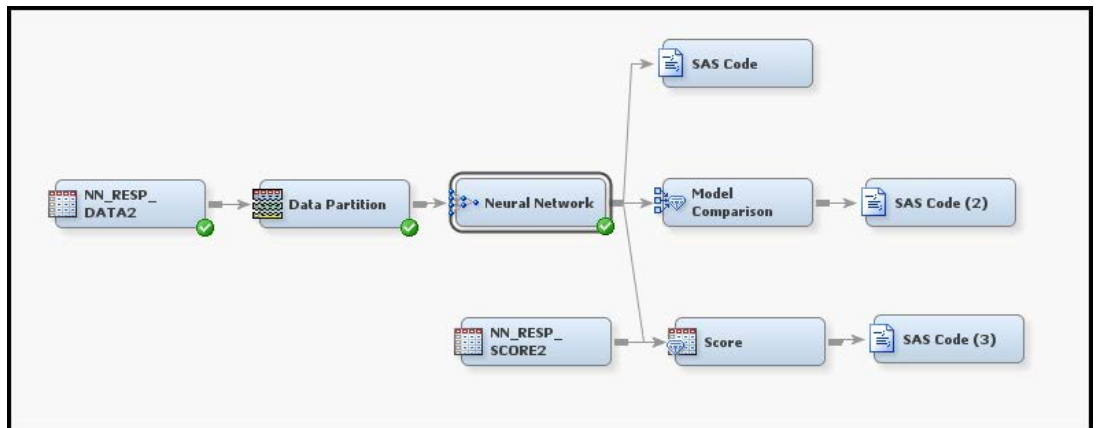 SAS Code
NN_RESP_
DATA2
Data Partition
Neural Network
Model
Comparison
SAS Code (2)
NN_RESP_
SCORE2
Score
SAS Code (3)